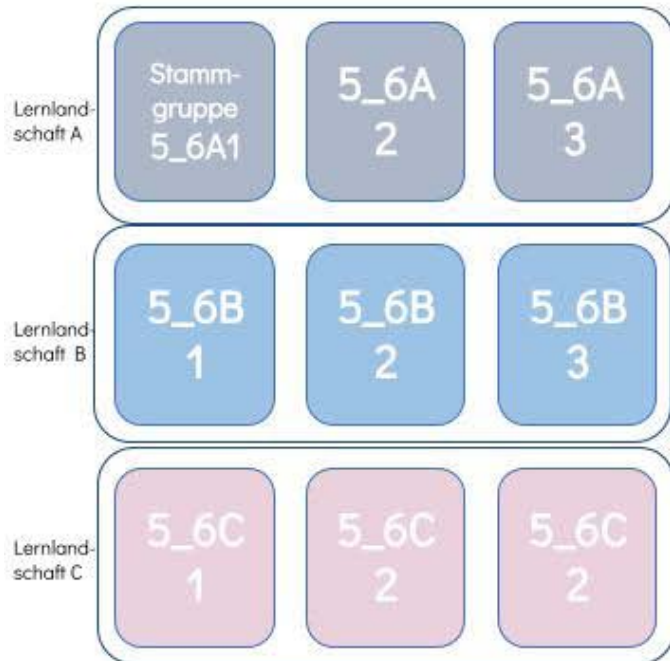 Lernland-
schaft A
Stamm-
gruppe
5_6A1
5_6A
2
5_6A
3
Lernland-
schaft B
5_6B
1
5_6B
2
5_6B
3
Lernland-
schaft C
5_6C
1
5_6C
2
5_6C
2